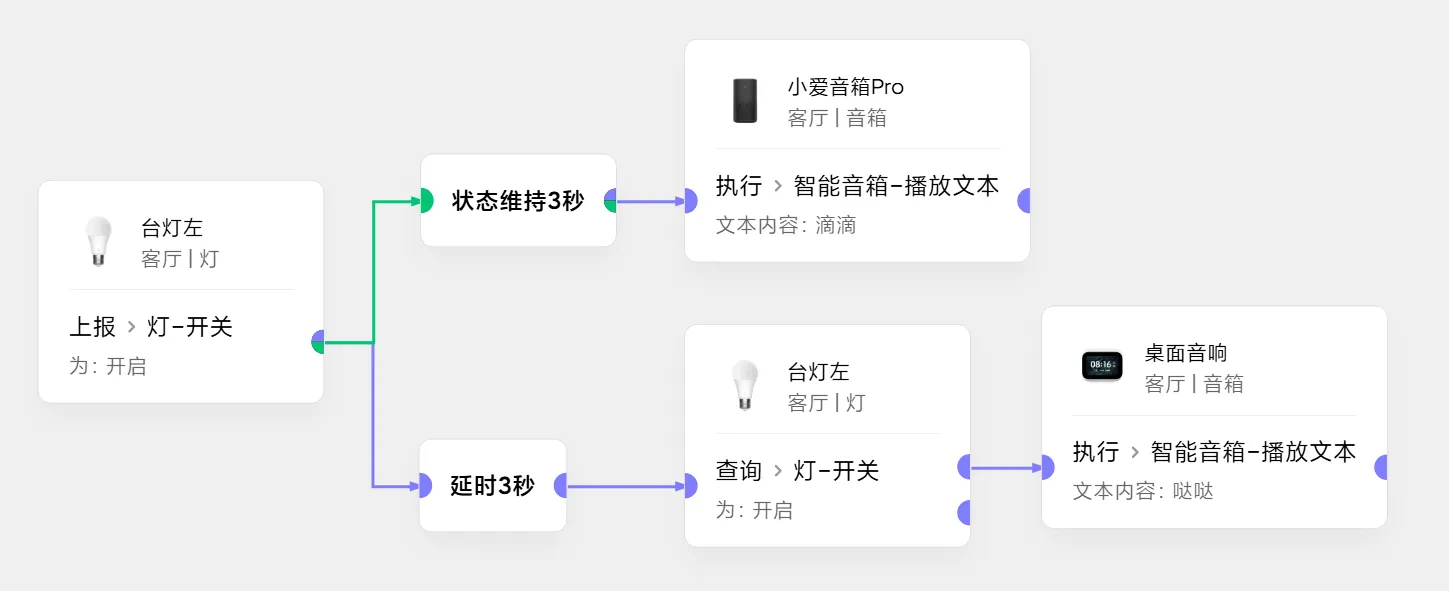 台灯左
客厅 | 灯
上报 › 灯-开关
为: 开启
状态维持3秒
小爱音箱Pro
客厅 | 音箱
执行 › 智能音箱-播放文本
文本内容: 滴滴
延时3秒
台灯左
客厅 | 灯
查询 › 灯-开关
为: 开启
08:16
桌面音响
客厅 | 音箱
执行 › 智能音箱-播放文本
文本内容: 哒哒